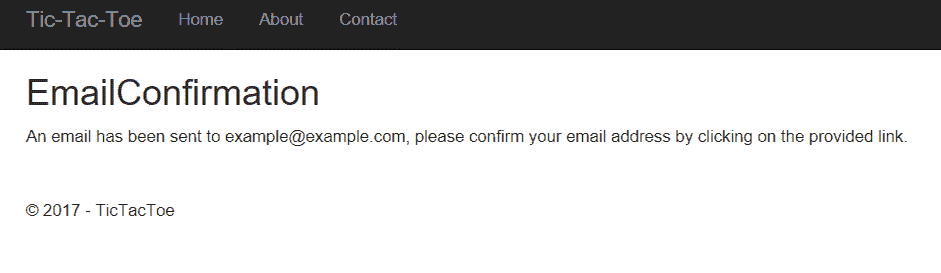 Tic-Tac-Toe Home About Contact
EmailConfirmation
An email has been sent to example@example.com, please confirm your email address by clicking on the provided link.
© 2017 - TicTacToe